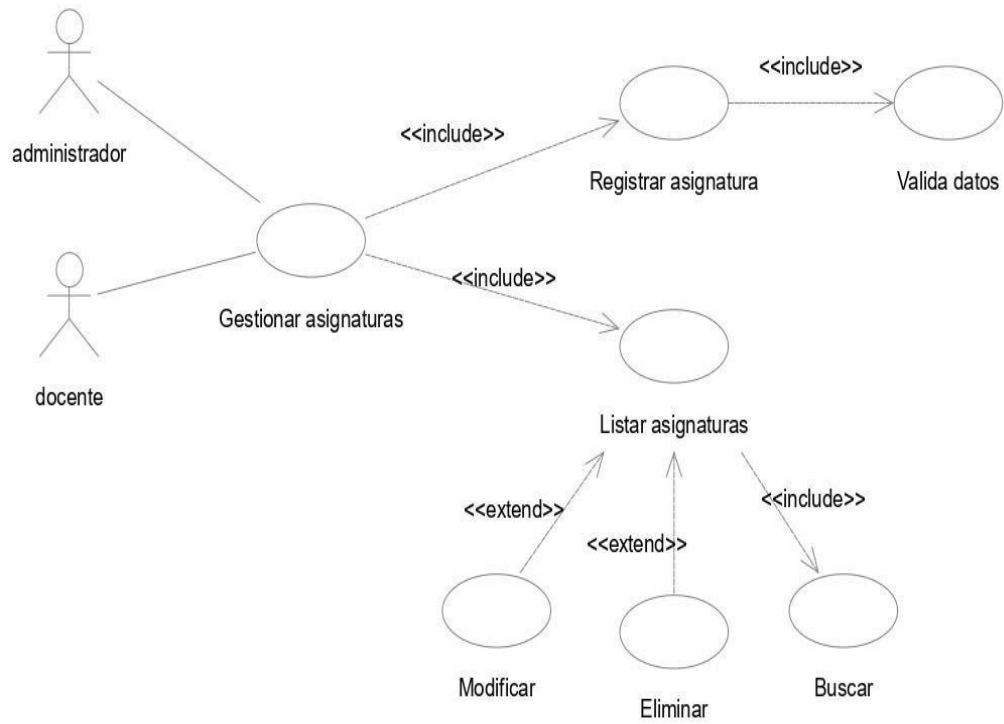 <<include>>
administrador
<<include>>
Registrar asignatura
Valida datos
<<include>>
Gestionar asignaturas
docente
Listar asignaturas
<<extend>>
<<include>>
<<extend>>
Modificar
Eliminar
Buscar